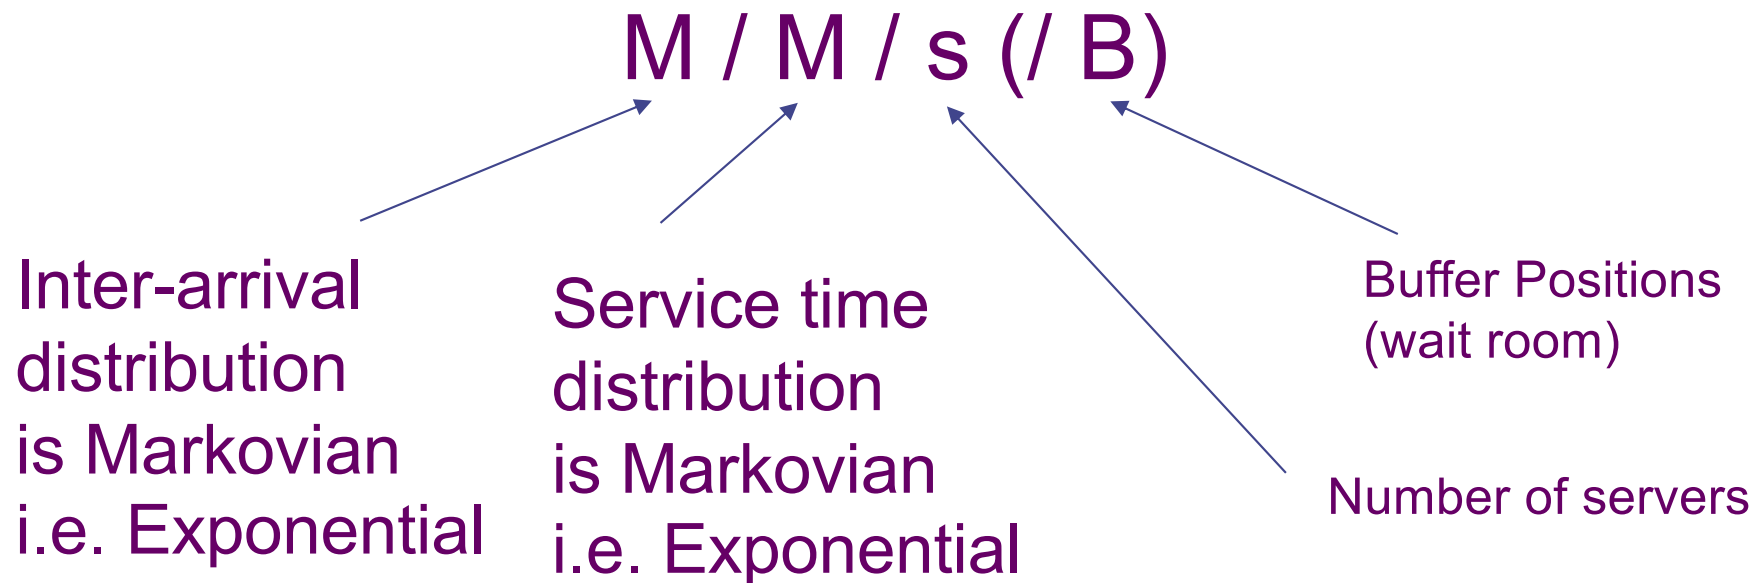 M / M / s (/ B)
Inter-arrival
distribution
is Markovian
i.e. Exponential
Service time
distribution
is Markovian
i.e. Exponential
Buffer Positions
(wait room)
Number of servers